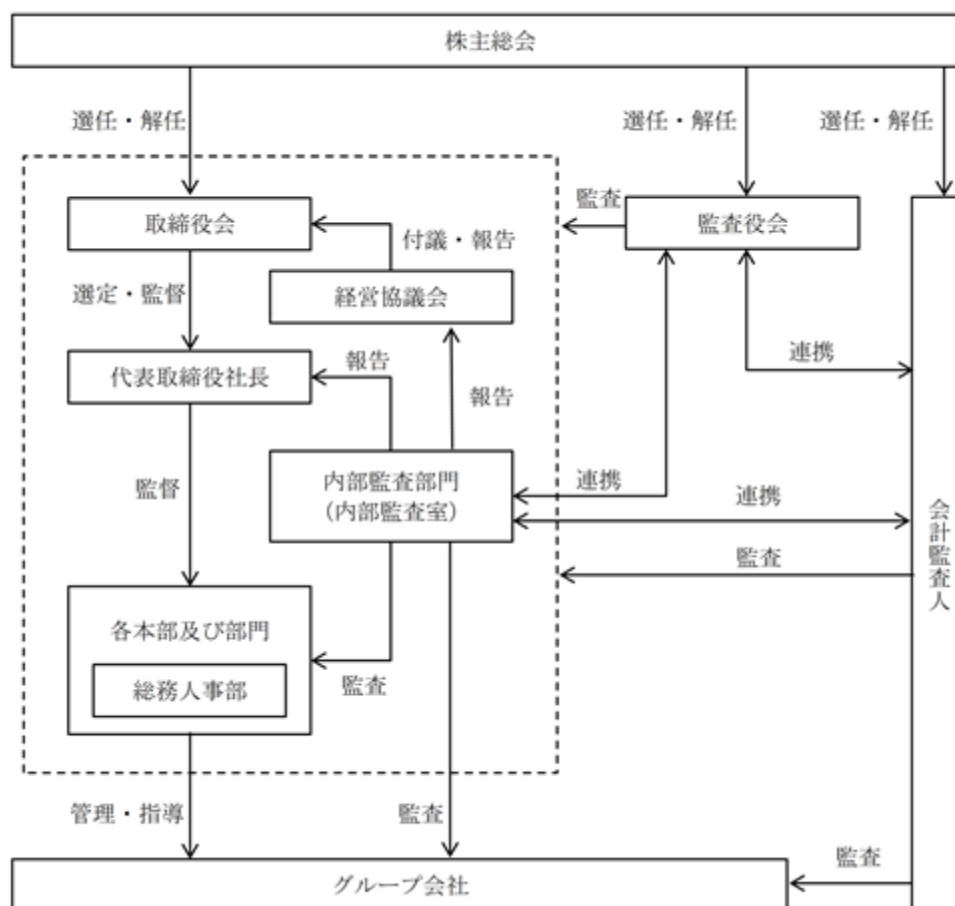 株主総会
選任・解任
選任・解任
選任・解任
取締役会
監査
監査役会
付議・報告
選定・監督
経営協議会
連携
代表取締役社長
報告
報告
監督
内部監査部門
（内部監査室）
連携
連携
会計監査人
監査
各本部及び部門
総務人事部
監査
管理・指導
監査
監査
グループ会社